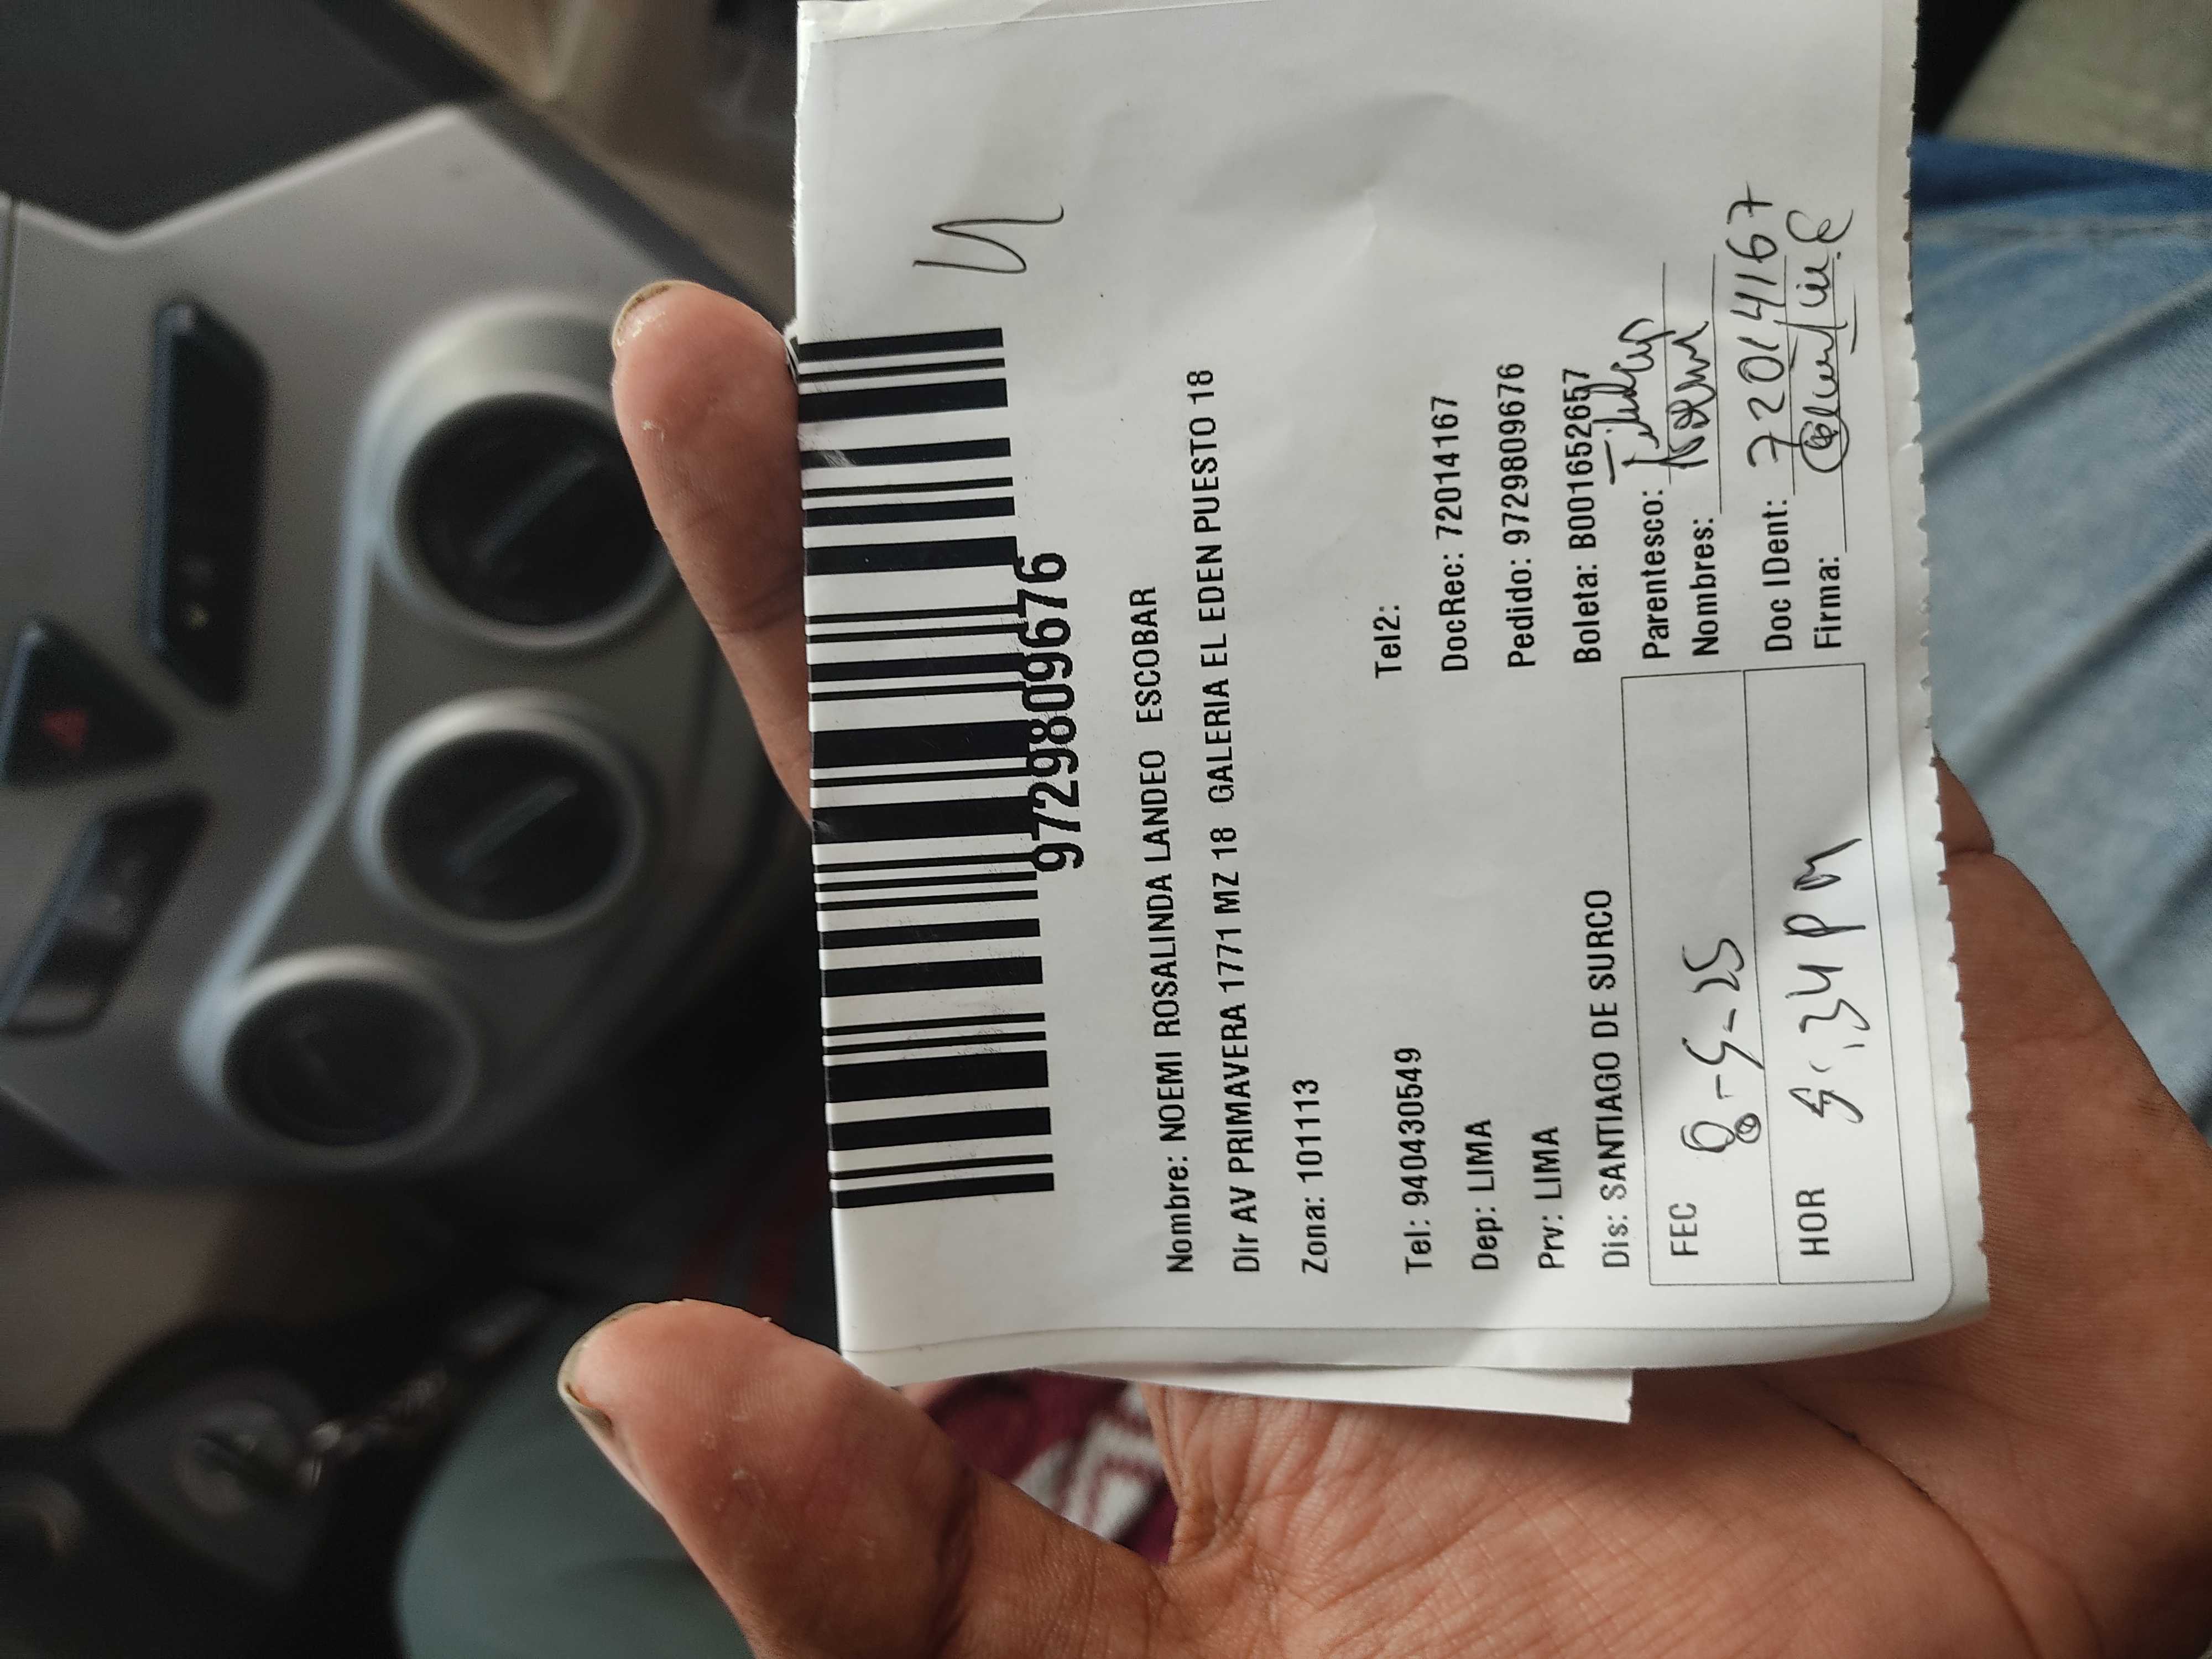 9729809676
Nombre: NOEMI ROSALINDA LANDEO ESCOBAR
DIr AV PRIMAVERA 1771 MZ 18 GALERIA EL EDEN PUESTO 18
Zona: 101113
Tel: 940430549 Tel2:
Dep: LIMA DocRec: 72014167
Prv: LIMA Pedido: 9729809676
Dis: SANTIAGO DE SURCO Boleta: B001652657
FEC 8-5-25 Parentesco:
Nombres:
HOR 5:34 PM Doc IDent: 72014167
Firma: